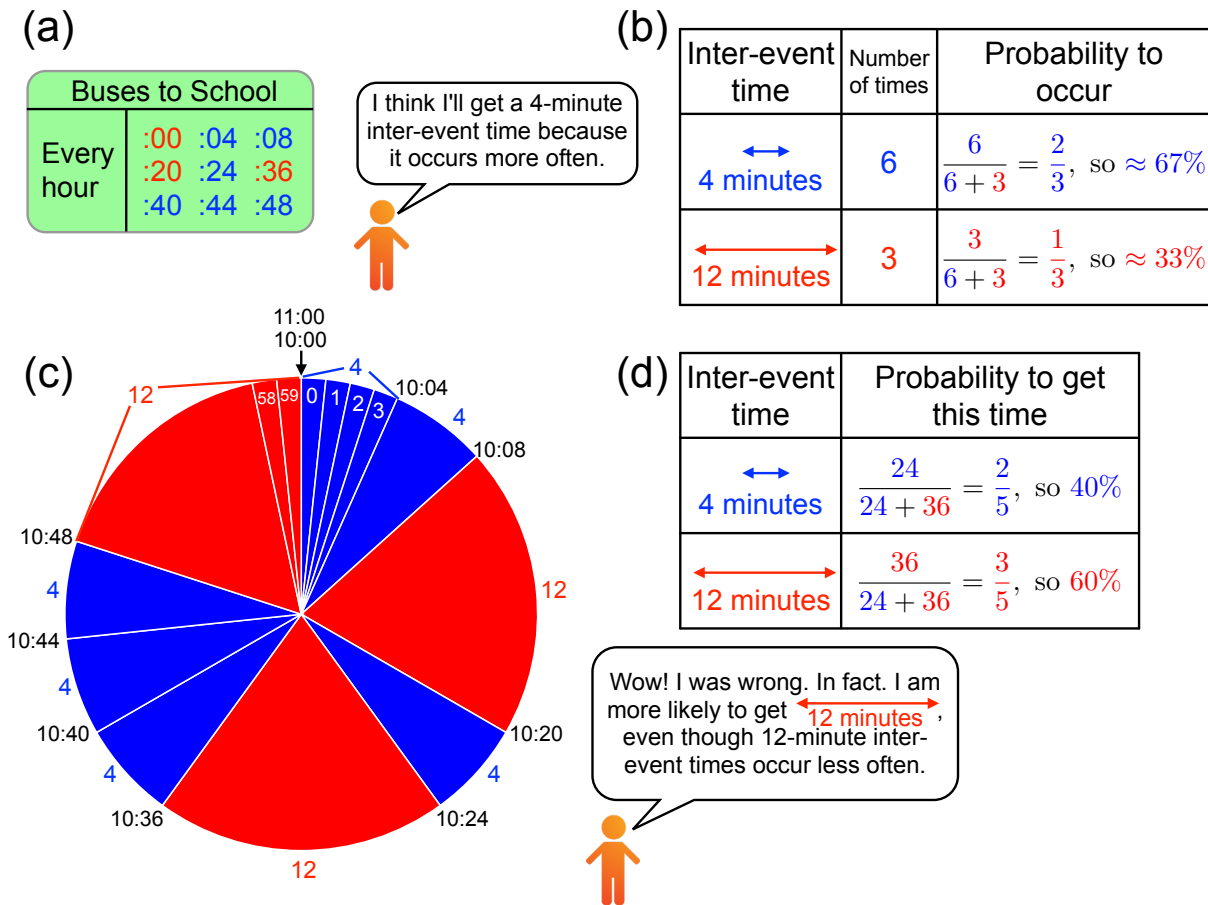 (a)
Buses to School
Every
hour
:00 :04 :08
:20 :24 :36
:40 :44 :48
I think I'll get a 4-minute
inter-event time because
it occurs more often.
(b)
Inter-event
time
Number
of times
Probability to
occur
4 minutes
6
6/(6 + 3) = 2/3, so ≈ 67%
12 minutes
3
3/(6 + 3) = 1/3, so ≈ 33%
(c)
11:00
10:00
12
4
58 59 0 1 2 3
10:04
4
10:08
12
10:20
4
10:24
12
10:36
4
10:40
4
10:44
4
10:48
(d)
Inter-event
time
Probability to get
this time
4 minutes
24/(24 + 36) = 2/5, so 40%
12 minutes
36/(24 + 36) = 3/5, so 60%
Wow! I was wrong. In fact. I am
more likely to get 12 minutes,
even though 12-minute inter-
event times occur less often.